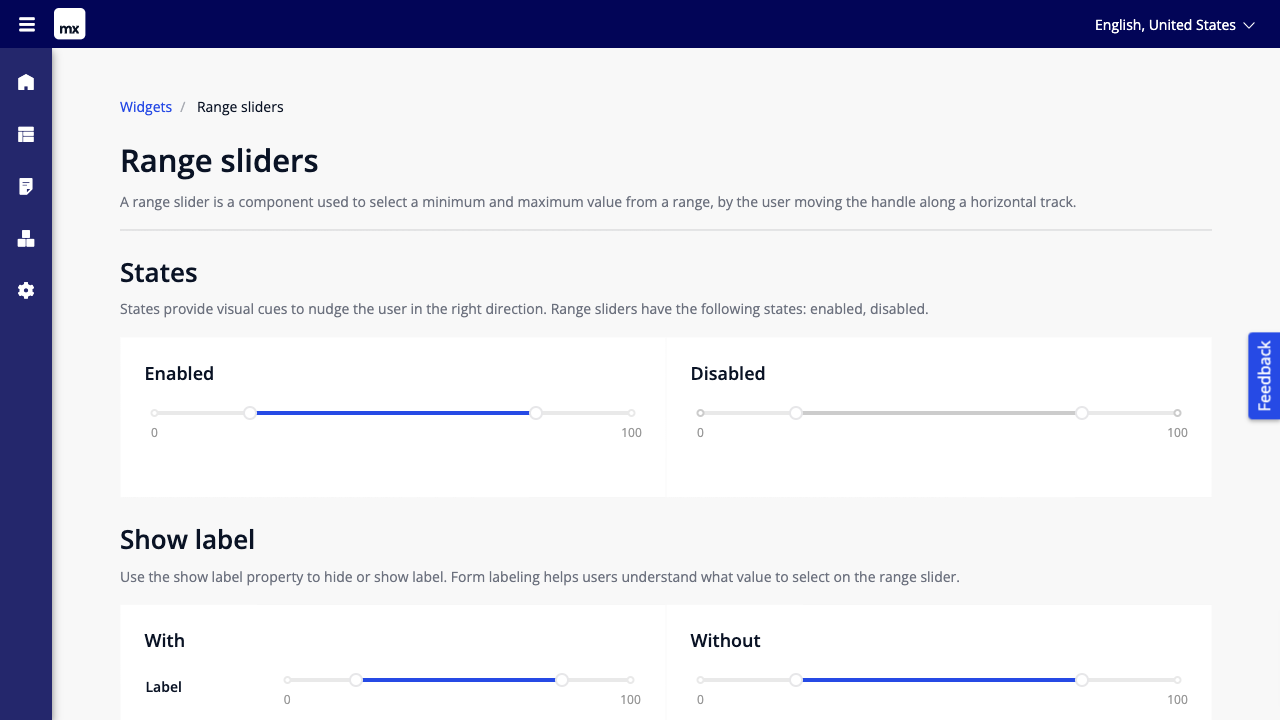 mx
English, United States
Widgets / Range sliders
Range sliders
A range slider is a component used to select a minimum and maximum value from a range, by the user moving the handle along a horizontal track.
States
States provide visual cues to nudge the user in the right direction. Range sliders have the following states: enabled, disabled.
Enabled
0 100
Disabled
0 100
Feedback
Show label
Use the show label property to hide or show label. Form labeling helps users understand what value to select on the range slider.
With
Label
0 100
Without
0 100